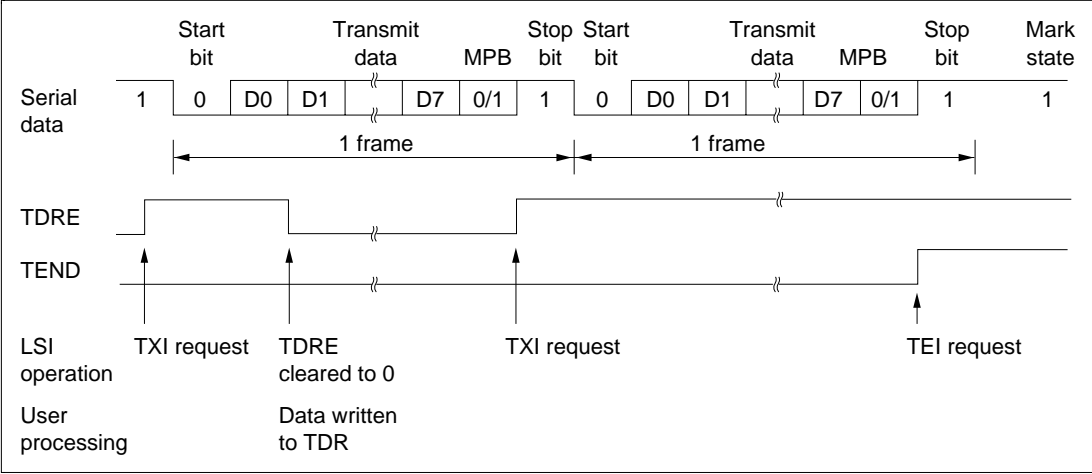 Start Transmit Stop Start Transmit Stop Mark
bit data MPB bit bit data MPB bit state
Serial data 1 0 D0 D1 D7 0/1 1 0 D0 D1 D7 0/1 1 1
1 frame 1 frame
TDRE
TEND
LSI TXI request TDRE TXI request TEI request
operation cleared to 0
User Data written
processing to TDR